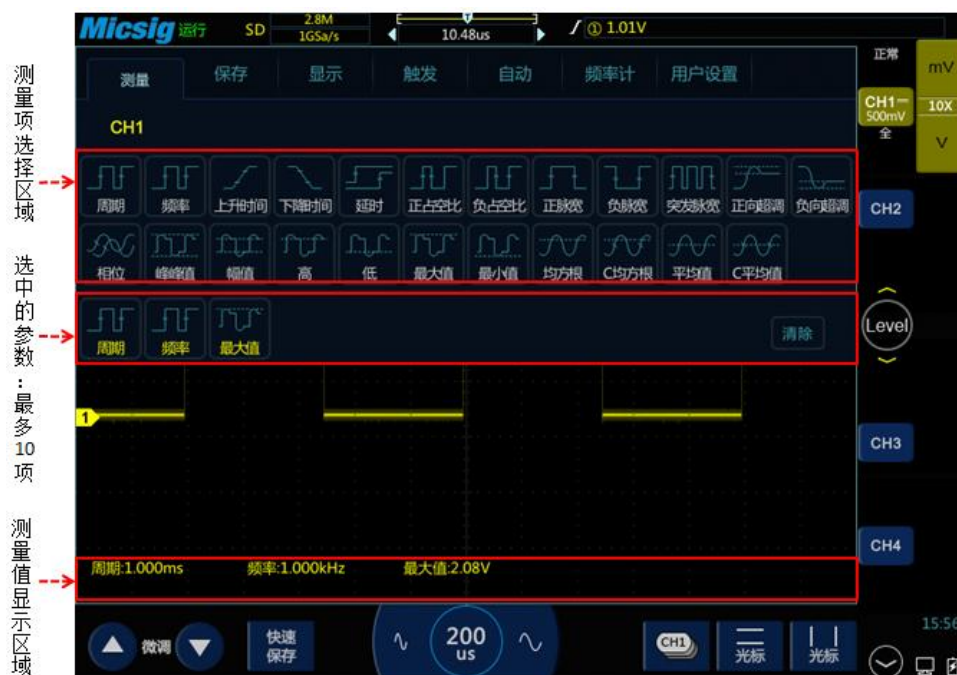 Micsig 运行 SD 2.8M 10.48us ① 1.01V
1GSa/s
测量 保存 显示 触发 自动 频率计 用户设置
正常 mV
CH1
CH1 10X
500mV
全 V
测量项选择区域
周期 频率 上升时间 下降时间 延时 正占空比 负占空比 正脉宽 负脉宽 突发脉宽 正向超调 负向超调
CH2
相位 峰峰值 幅值 高 低 最大值 最小值 均方根 C均方根 平均值 C平均值
选中的参数：最多10项
周期 频率 最大值 清除
Level
1
CH3
CH4
测量值显示区域
周期:1.000ms 频率:1.000kHz 最大值:2.08V
微调 快速保存 200 us CH1 光标 光标
15:56